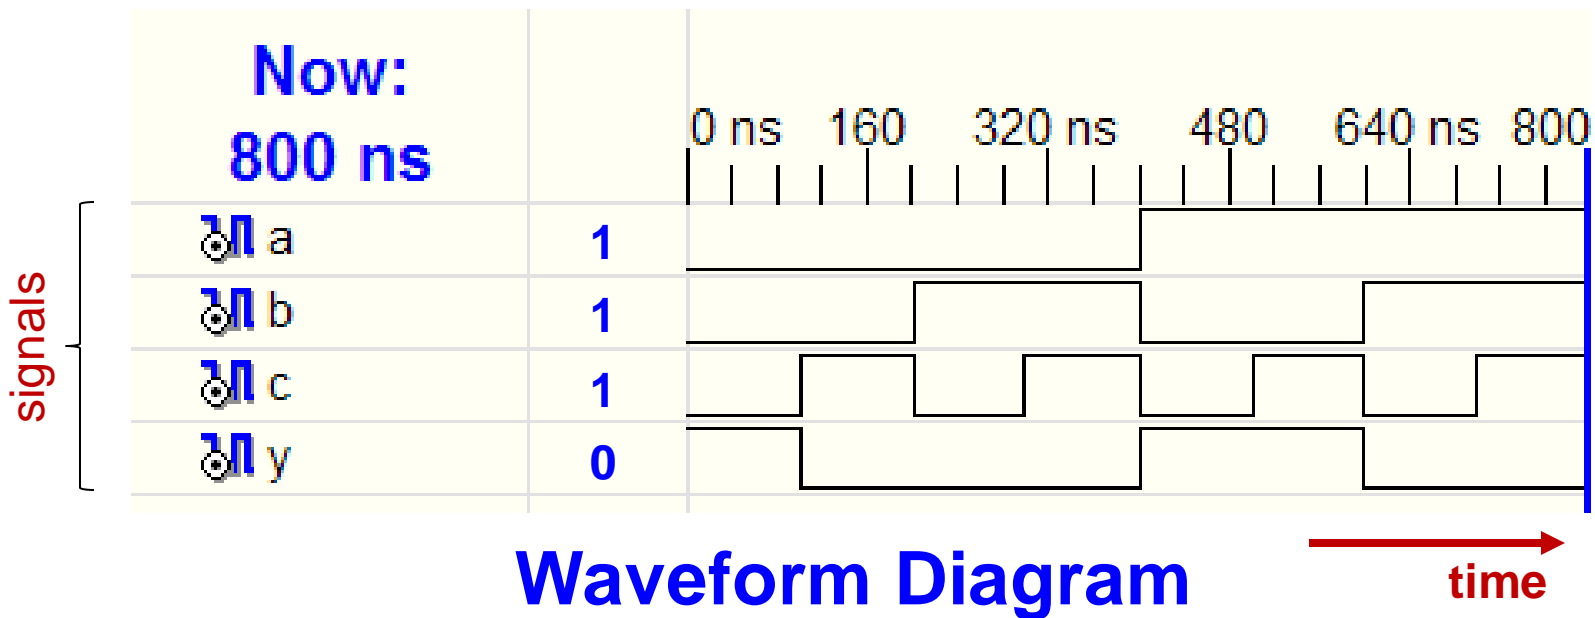 Now:
800 ns
0 ns 160 320 ns 480 640 ns 800
a 1
b 1
c 1
y 0
signals
Waveform Diagram
time